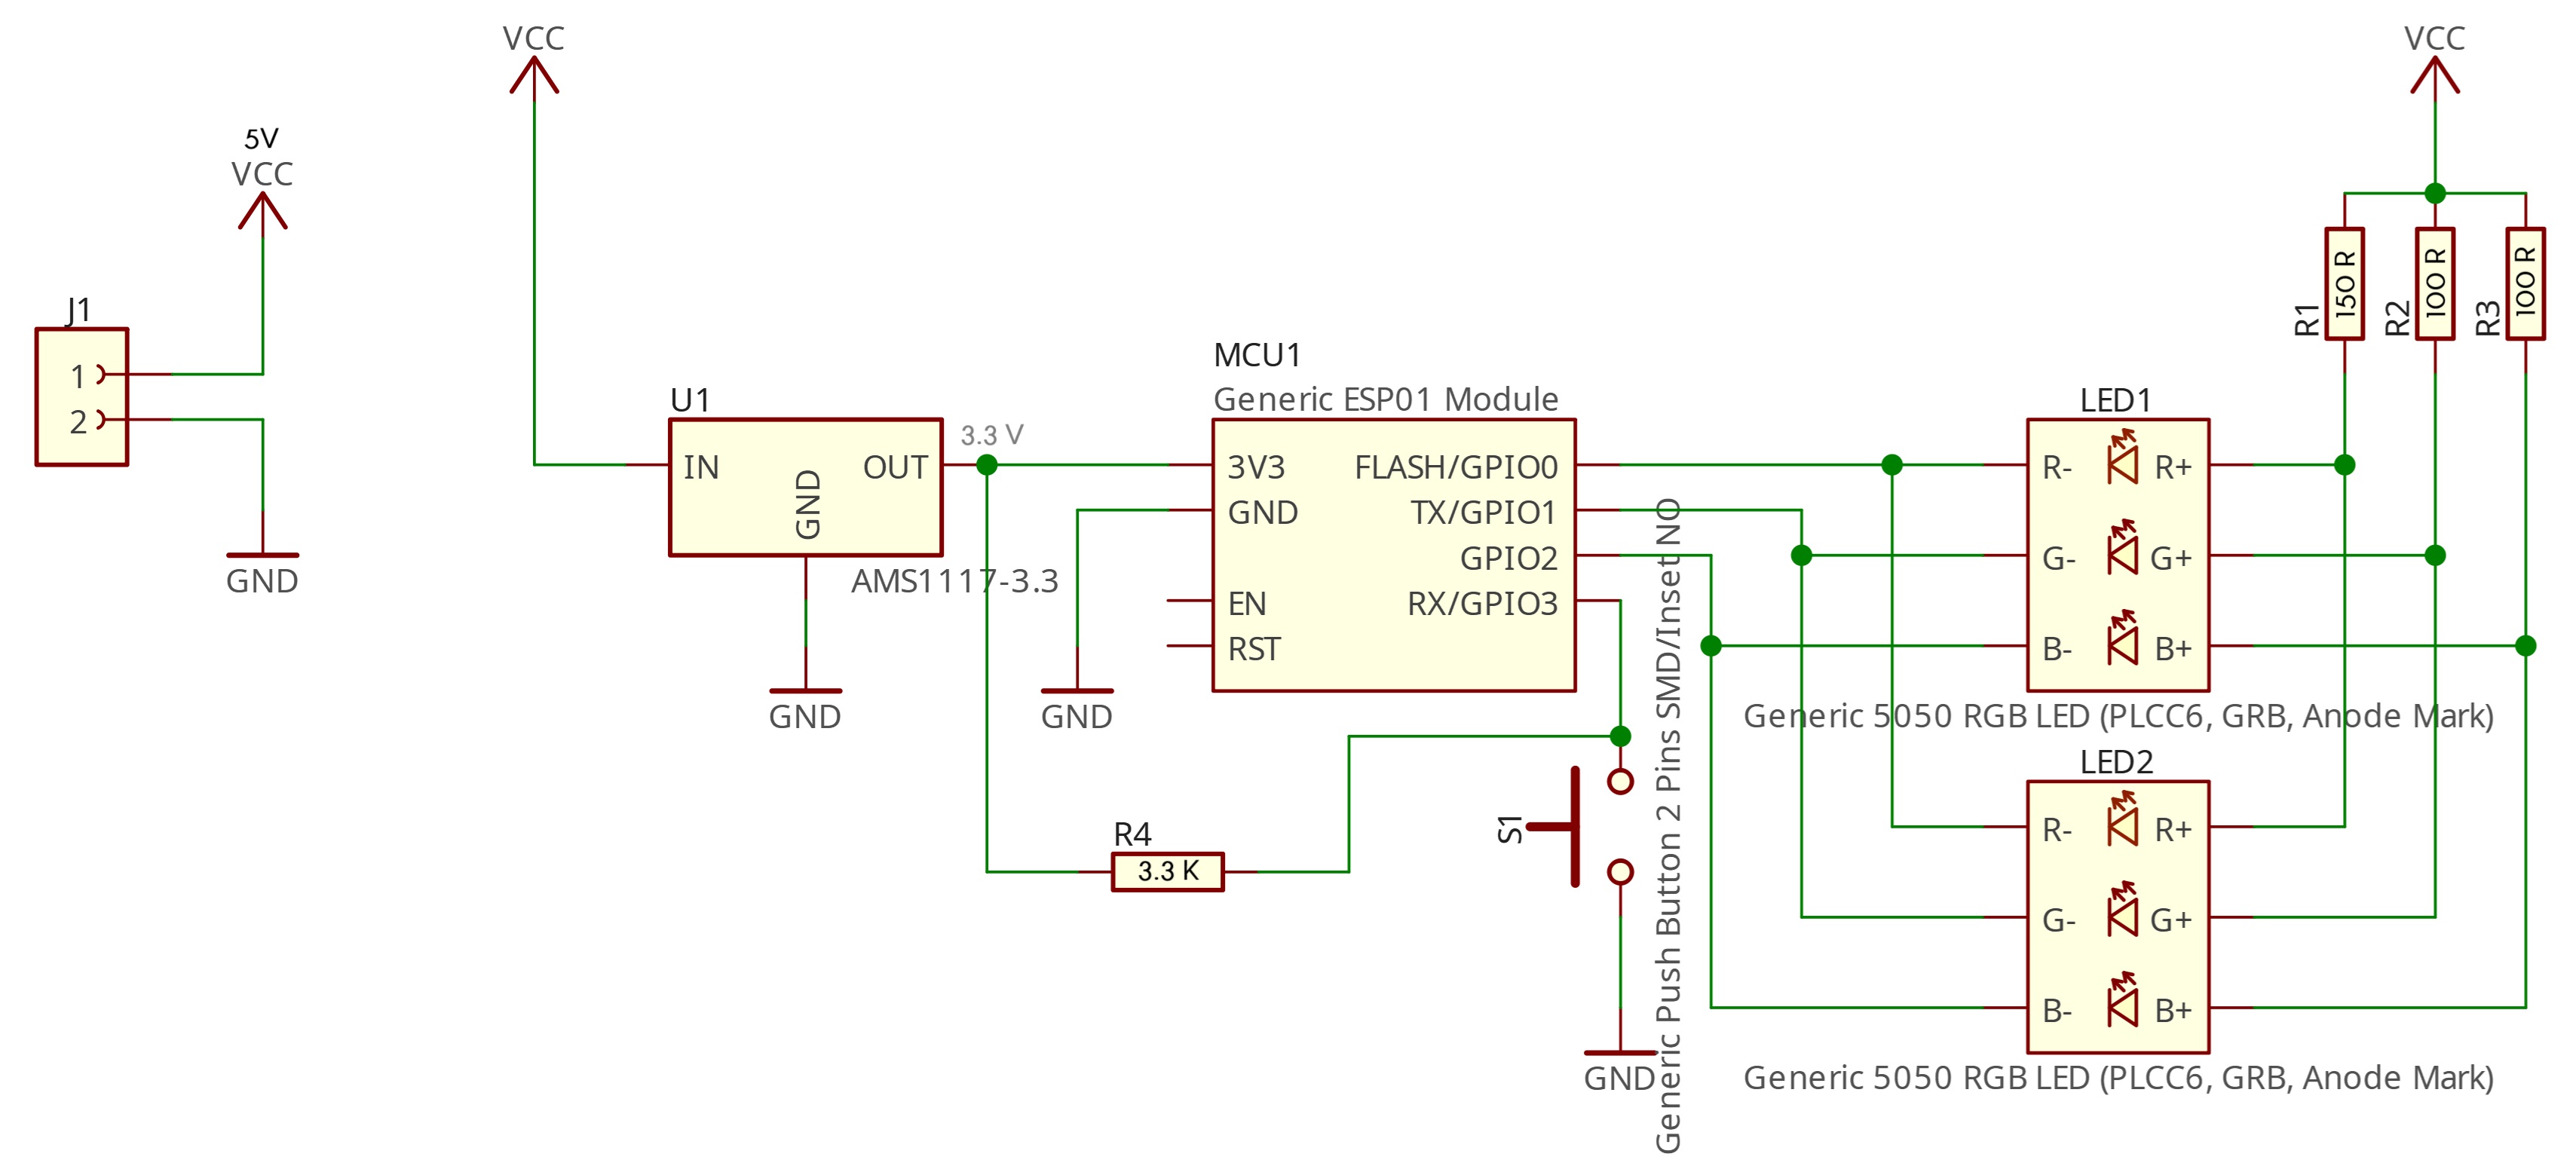 VCC
VCC
5V
VCC
J1
1
2
GND
U1
IN
OUT
GND
3.3 V
AMS1117-3.3
GND
GND
MCU1
Generic ESP01 Module
3V3
GND
EN
RST
FLASH/GPIO0
TX/GPIO1
GPIO2
RX/GPIO3
R4
3.3 K
S1
Generic Push Button 2 Pins SMD/Inset NO
GND
R1
150 R
R2
100 R
R3
100 R
LED1
R- R+
G- G+
B- B+
Generic 5050 RGB LED (PLCC6, GRB, Anode Mark)
LED2
R- R+
G- G+
B- B+
Generic 5050 RGB LED (PLCC6, GRB, Anode Mark)